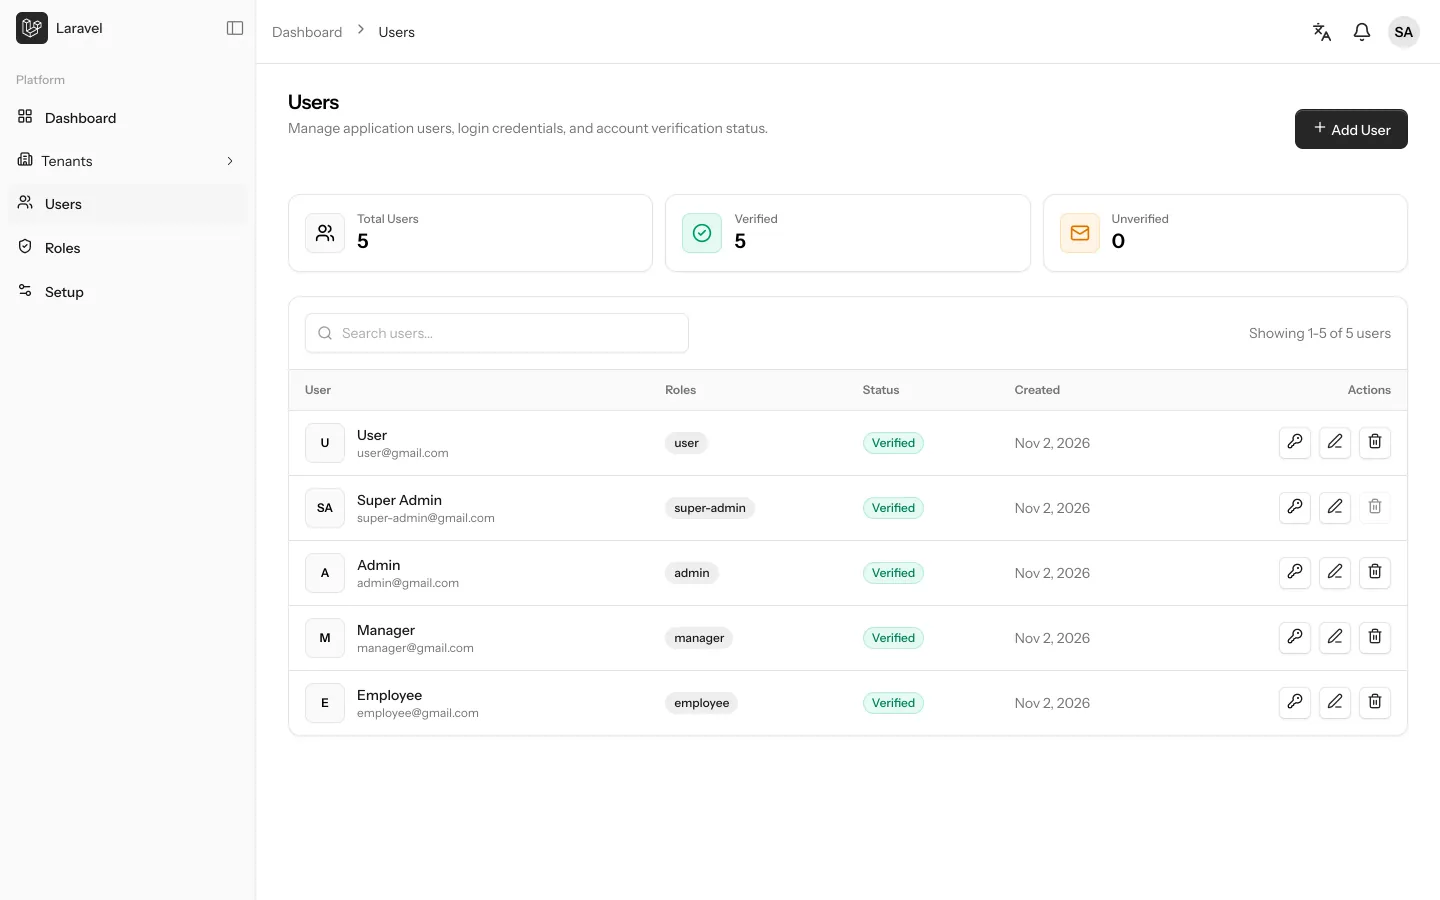 Laravel
Platform
Dashboard
Tenants
Users
Roles
Setup
Dashboard > Users
SA
Users
Manage application users, login credentials, and account verification status.
+ Add User
Total Users
5
Verified
5
Unverified
0
Search users...
Showing 1-5 of 5 users
User Roles Status Created Actions
U User user Verified Nov 2, 2026
user@gmail.com
SA Super Admin super-admin Verified Nov 2, 2026
super-admin@gmail.com
A Admin admin Verified Nov 2, 2026
admin@gmail.com
M Manager manager Verified Nov 2, 2026
manager@gmail.com
E Employee employee Verified Nov 2, 2026
employee@gmail.com